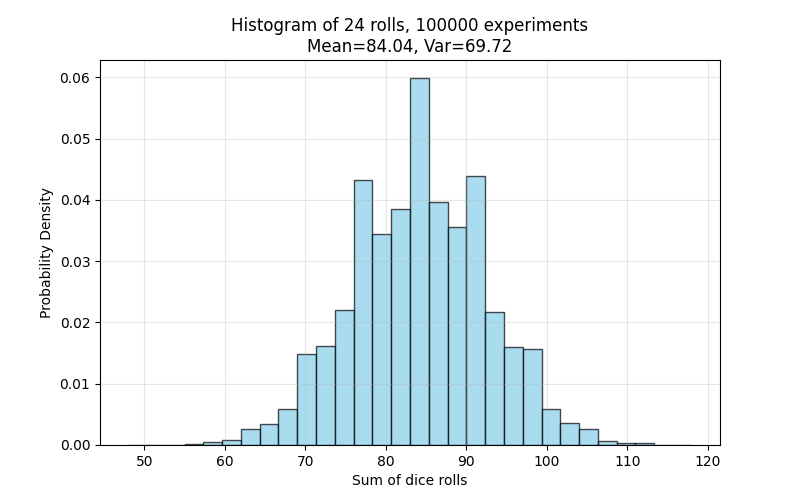 Histogram of 24 rolls, 100000 experiments
Mean=84.04, Var=69.72
Probability Density
0.06
0.05
0.04
0.03
0.02
0.01
0.00
50 60 70 80 90 100 110 120
Sum of dice rolls